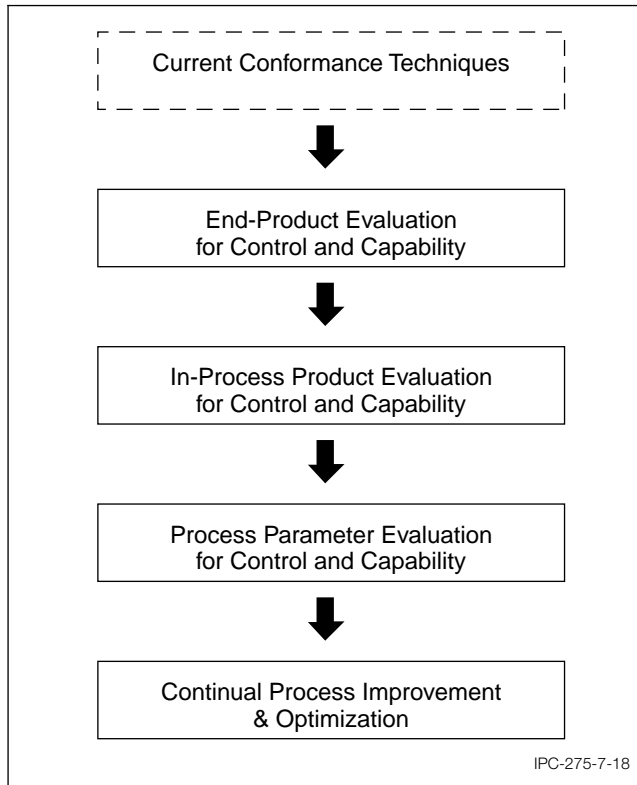 Current Conformance Techniques
End-Product Evaluation
for Control and Capability
In-Process Product Evaluation
for Control and Capability
Process Parameter Evaluation
for Control and Capability
Continual Process Improvement
& Optimization
IPC-275-7-18